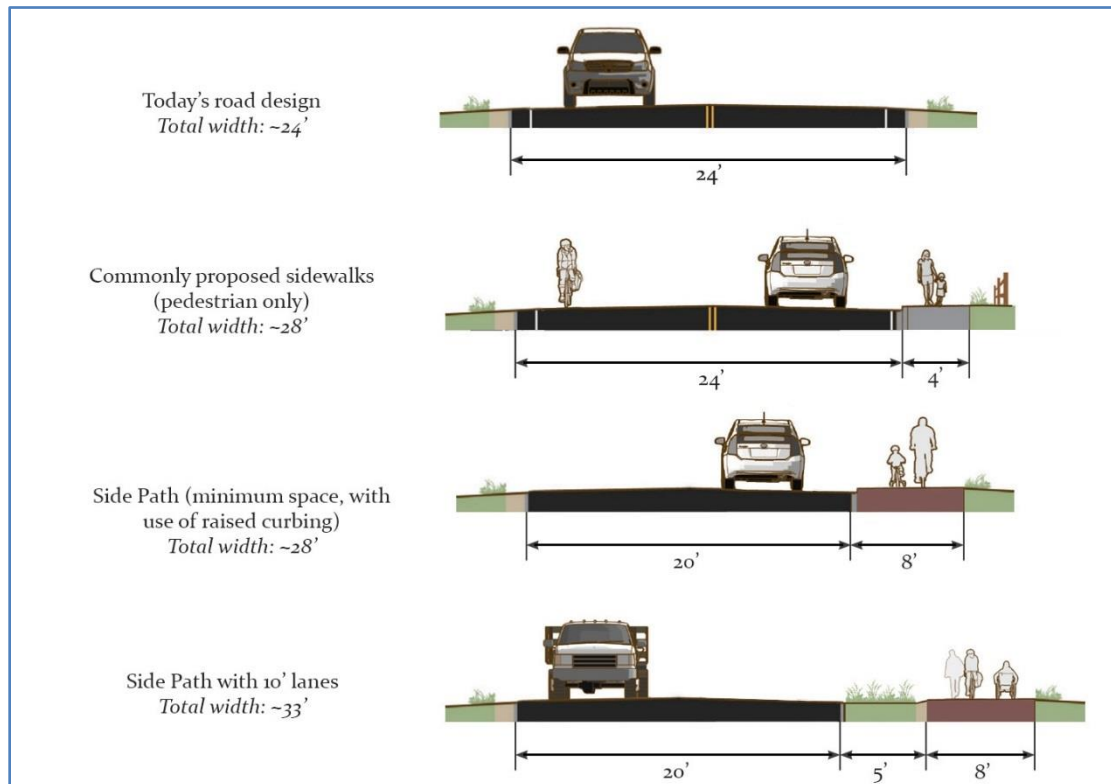 Today’s road design
Total width: ~24’
24’
Commonly proposed sidewalks
(pedestrian only)
Total width: ~28’
24’
4’
Side Path (minimum space, with
use of raised curbing)
Total width: ~28’
20’
8’
Side Path with 10’ lanes
Total width: ~33’
20’
5’
8’